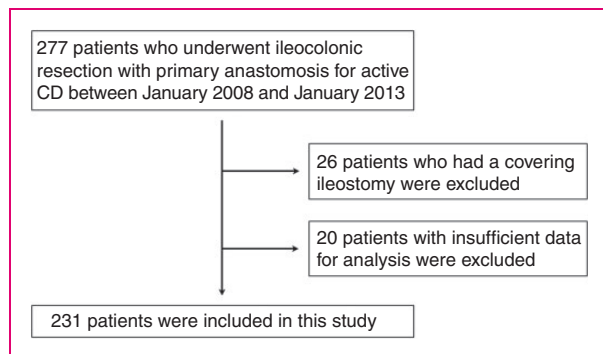 277 patients who underwent ileocolonic
resection with primary anastomosis for active
CD between January 2008 and January 2013
26 patients who had a covering
ileostomy were excluded
20 patients with insufficient data
for analysis were excluded
231 patients were included in this study